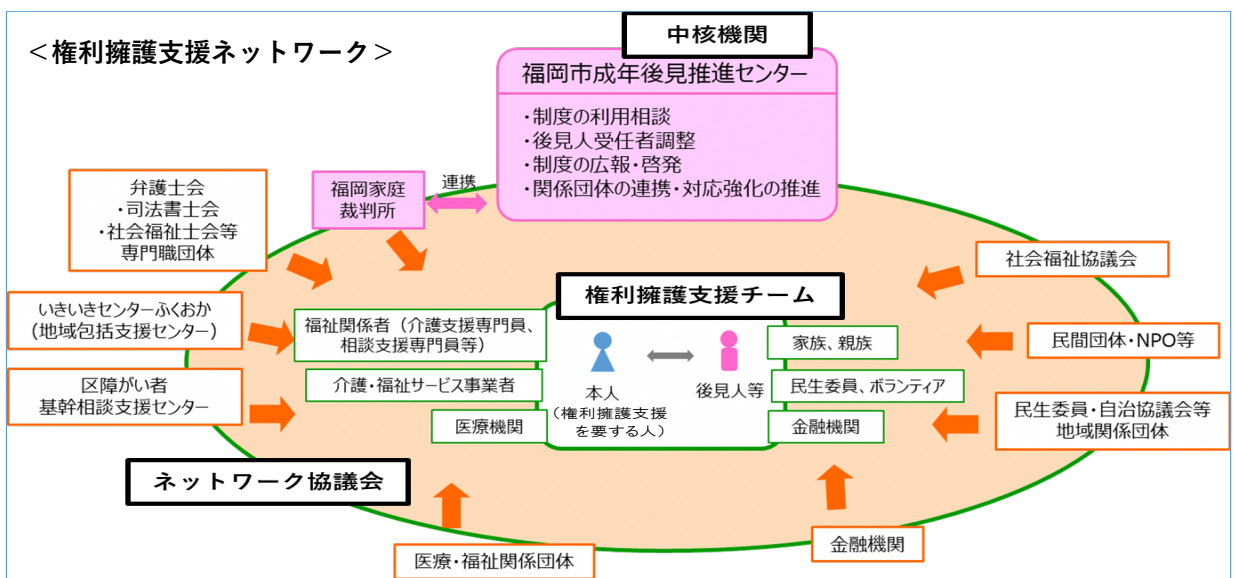 ＜権利擁護支援ネットワーク＞
中核機関
福岡市成年後見推進センター
・制度の利用相談
・後見人受任者調整
・制度の広報・啓発
・関係団体の連携・対応強化の推進
福岡家庭
裁判所
連携
弁護士会
・司法書士会
・社会福祉士会等
専門職団体
社会福祉協議会
いきいきセンターふくおか
（地域包括支援センター）
権利擁護支援チーム
福祉関係者（介護支援専門員、
相談支援専門員等）
介護・福祉サービス事業者
医療機関
本人
（権利擁護支援
を要する人）
後見人等
家族、親族
民生委員、ボランティア
金融機関
民間団体・NPO等
区障がい者
基幹相談支援センター
民生委員・自治協議会等
地域関係団体
ネットワーク協議会
医療・福祉関係団体
金融機関